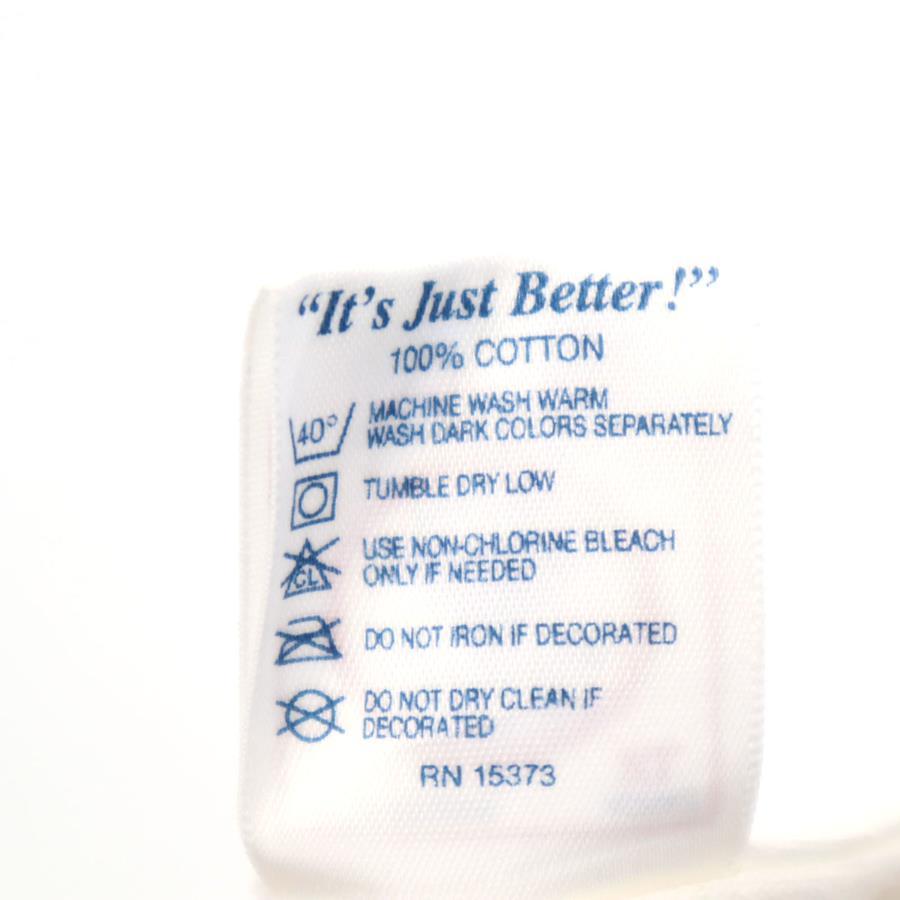 “It’s Just Better!”
100% COTTON
40°
MACHINE WASH WARM
WASH DARK COLORS SEPARATELY
TUMBLE DRY LOW
CL
USE NON-CHLORINE BLEACH
ONLY IF NEEDED
DO NOT IRON IF DECORATED
DO NOT DRY CLEAN IF
DECORATED
RN 15373